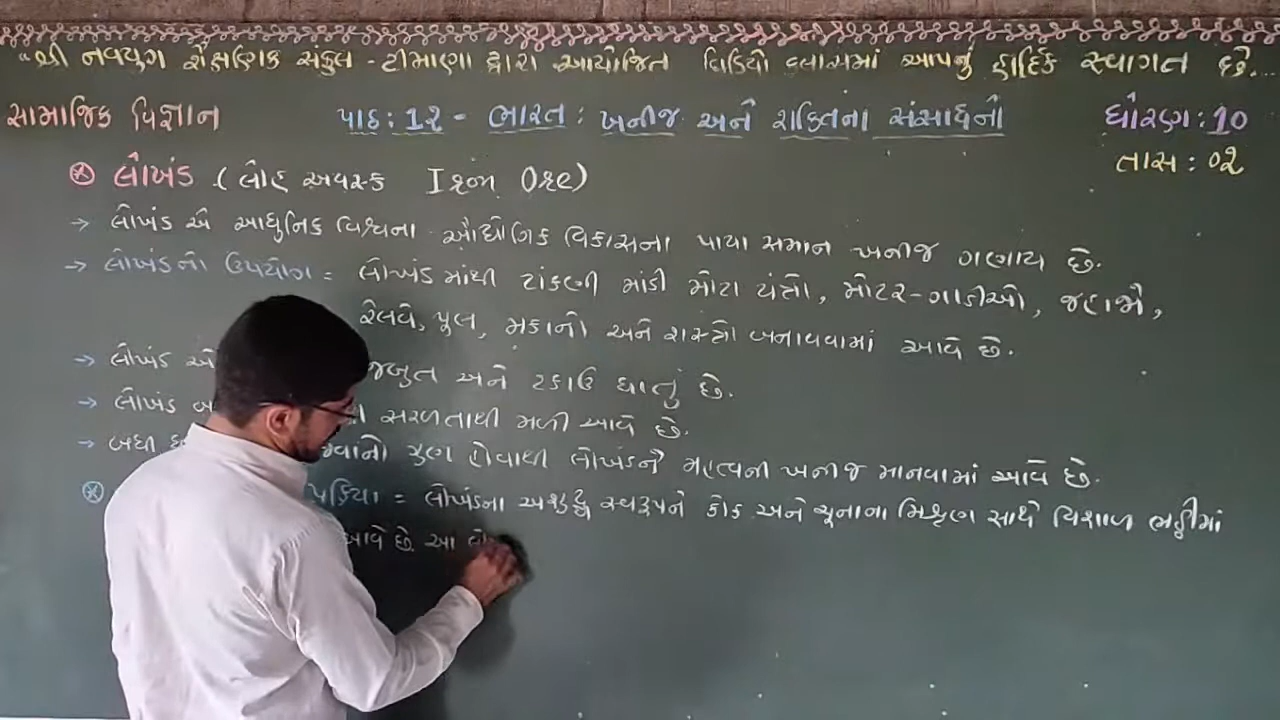 "શ્રી નવયુગ શૈક્ષણિક સંકુલ - ટીમાણા દ્વારા આયોજિત વિડિયો ક્લાસમાં આપનું હાર્દિક સ્વાગત છે...
સામાજિક વિજ્ઞાન
પાઠ : 12 - ભારત : ખનીજ અને શક્તિના સંસાધનો
ધોરણ : 10
તાસ : 02
લોખંડ (લોહ અયસ્ક Iron Ore)
→ લોખંડ એ આધુનિક વિશ્વના ઔદ્યોગિક વિકાસના પાયા સમાન ખનીજ ગણાય છે.
→ લોખંડનો ઉપયોગ = લોખંડમાંથી ટાંકણી માંડી મોટા યંત્રો, મોટર-ગાડીઓ, જહાજો,
રેલવે, પુલ, મકાનો અને શસ્ત્રો બનાવવામાં આવે છે.
→ લોખંડ એ જબુત અને ટકાઉ ધાતું છે.
→ લોખંડ સરળતાથી મળી આવે છે.
→ બધી ગુણ હોવાથી લોખંડને મહત્વની ખનીજ માનવામાં આવે છે.
પ્રક્રિયા = લોખંડના અશુદ્ધ સ્વરૂપને કોક અને ચૂનાના મિશ્રણ સાથે વિશાળ ભઠ્ઠીમાં
આવે છે. આ લો